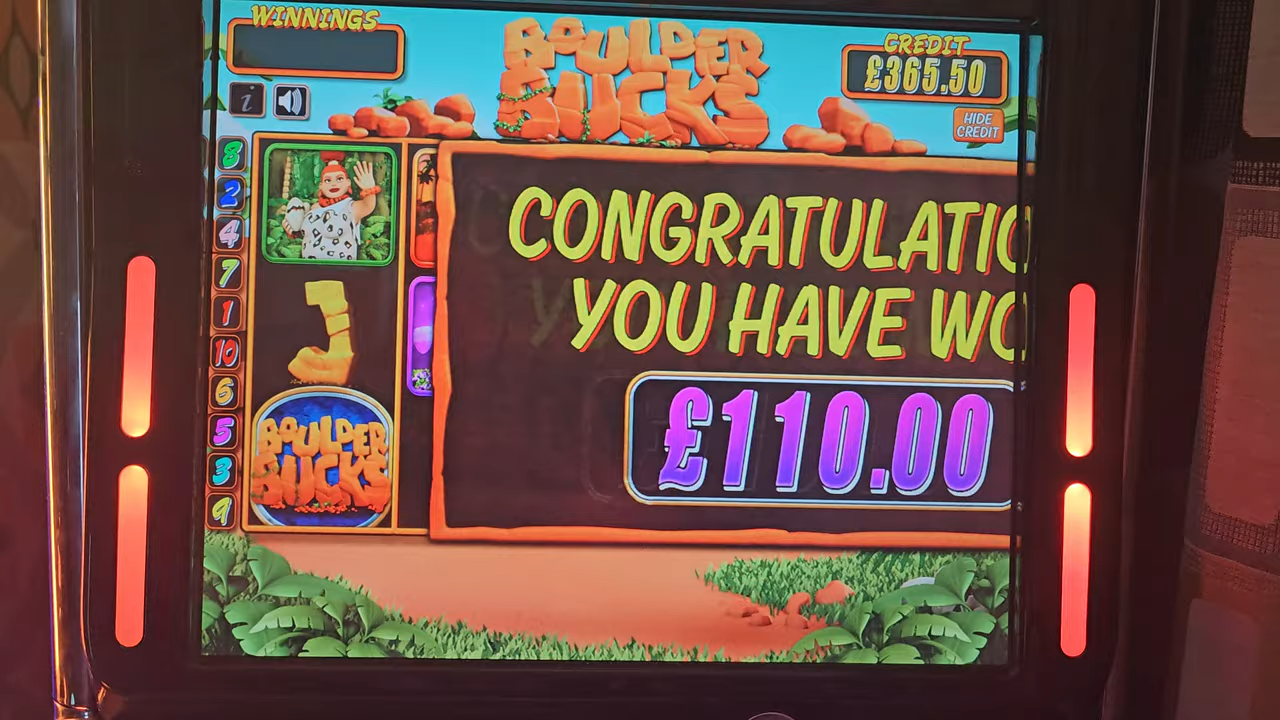 WINNINGS
BOULDER
BUCKS
CREDIT
£365.50
i
HIDE
CREDIT
8
2
4
7
1
10
6
5
3
9
J
BOULDER
BUCKS
CONGRATULATIO
YOU HAVE WO
£110.00